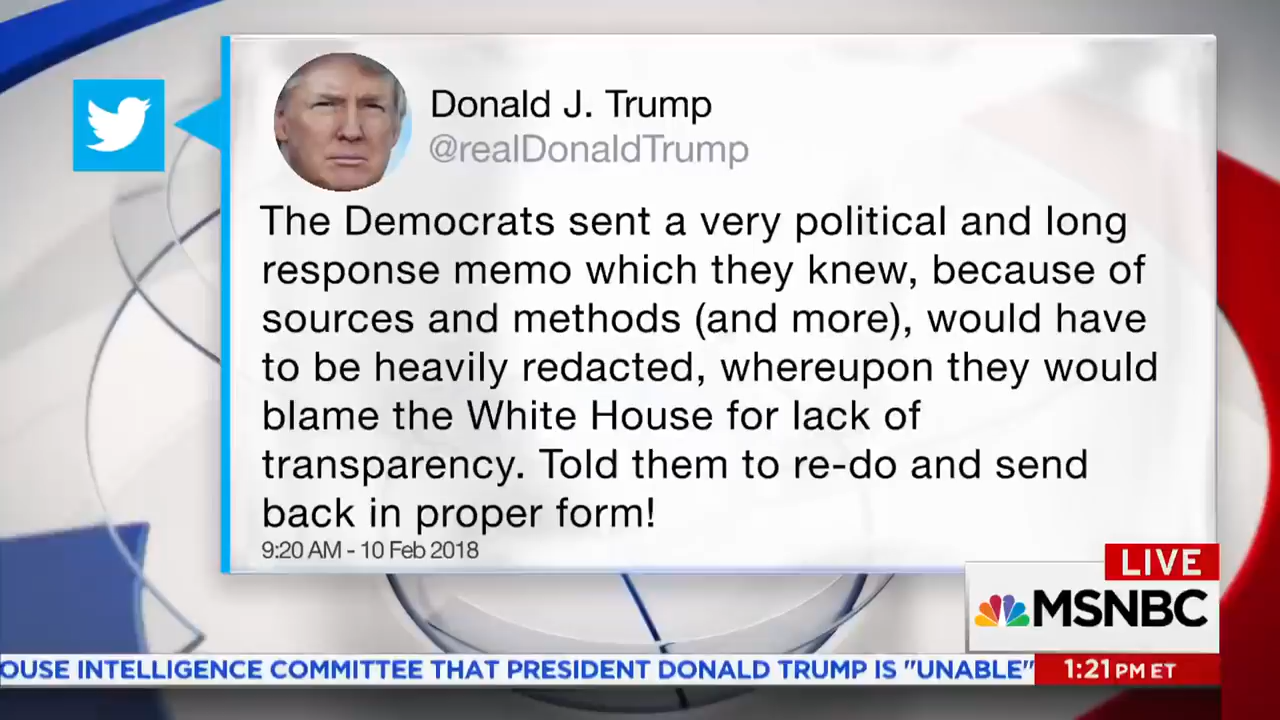 Donald J. Trump
@realDonaldTrump
The Democrats sent a very political and long
response memo which they knew, because of
sources and methods (and more), would have
to be heavily redacted, whereupon they would
blame the White House for lack of
transparency. Told them to re-do and send
back in proper form!
9:20 AM - 10 Feb 2018
LIVE
MSNBC
OUSE INTELLIGENCE COMMITTEE THAT PRESIDENT DONALD TRUMP IS "UNABLE"
1:21 PM ET